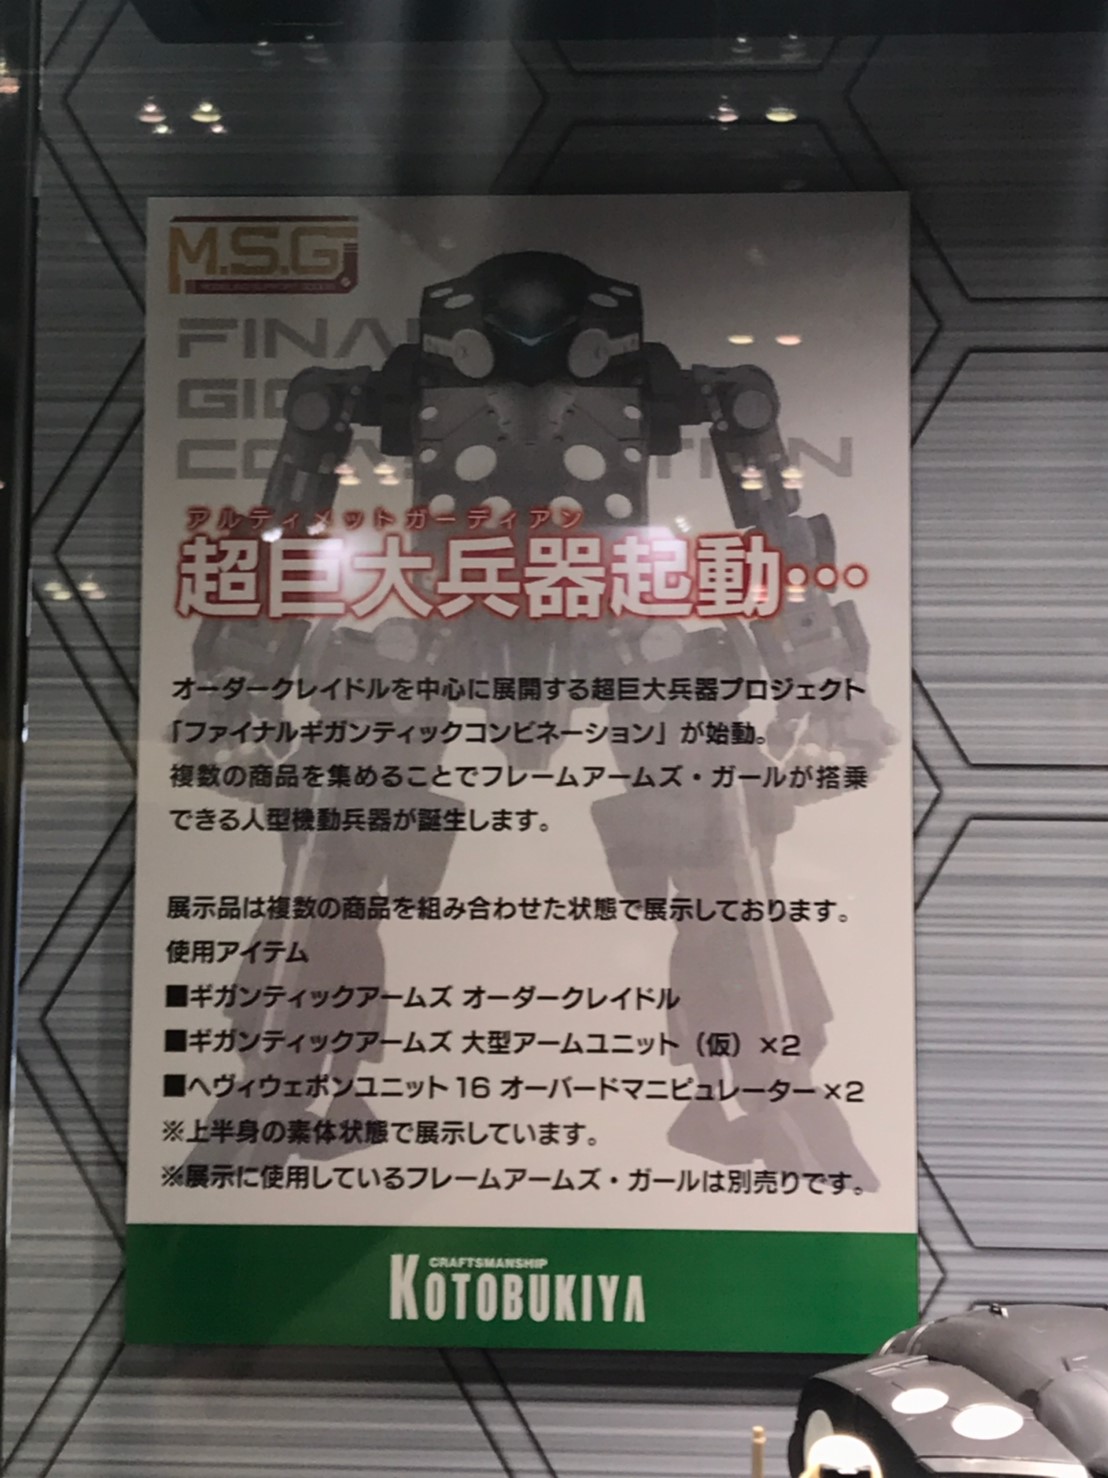 M.S.G
MODELING SUPPORT GOODS
FINA
GIG
CO TION
アルティメットガーディアン
超巨大兵器起動…
オーダークレイドルを中心に展開する超巨大兵器プロジェクト
「ファイナルギガンティックコンビネーション」が始動。
複数の商品を集めることでフレームアームズ・ガールが搭乗
できる人型機動兵器が誕生します。
展示品は複数の商品を組み合わせた状態で展示しております。
使用アイテム
■ギガンティックアームズ オーダークレイドル
■ギガンティックアームズ 大型アームユニット（仮）×2
■ヘヴィウェポンユニット16 オーバードマニピュレーター×2
※上半身の素体状態で展示しています。
※展示に使用しているフレームアームズ・ガールは別売りです。
CRAFTSMANSHIP
KOTOBUKIYA